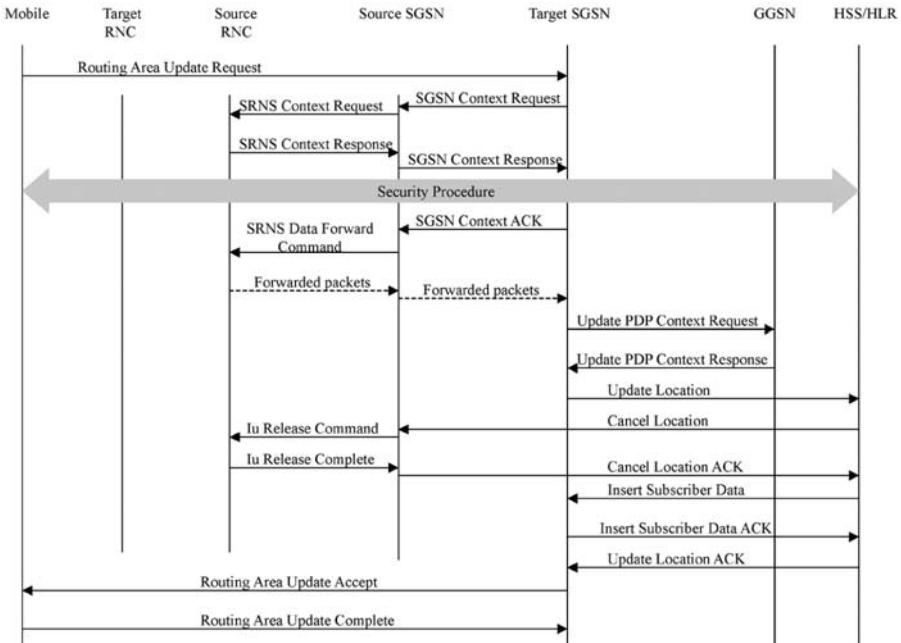 Mobile
Target
RNC
Source
RNC
Source SGSN
Target SGSN
GGSN
HSS/HLR
Routing Area Update Request
SGSN Context Request
SRNS Context Request
SRNS Context Response
SGSN Context Response
Security Procedure
SGSN Context ACK
SRNS Data Forward
Command
Forwarded packets
Forwarded packets
Update PDP Context Request
Update PDP Context Response
Update Location
Cancel Location
Iu Release Command
Iu Release Complete
Cancel Location ACK
Insert Subscriber Data
Insert Subscriber Data ACK
Update Location ACK
Routing Area Update Accept
Routing Area Update Complete